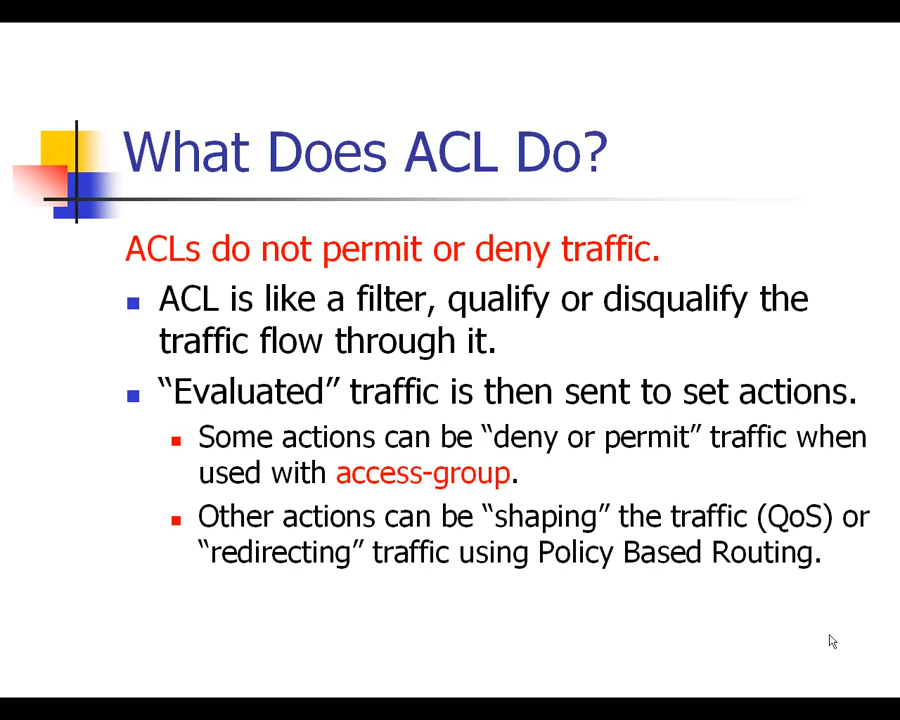 What Does ACL Do?
ACLs do not permit or deny traffic.
ACL is like a filter, qualify or disqualify the
traffic flow through it.
“Evaluated” traffic is then sent to set actions.
Some actions can be “deny or permit” traffic when
used with access-group.
Other actions can be “shaping” the traffic (QoS) or
“redirecting” traffic using Policy Based Routing.